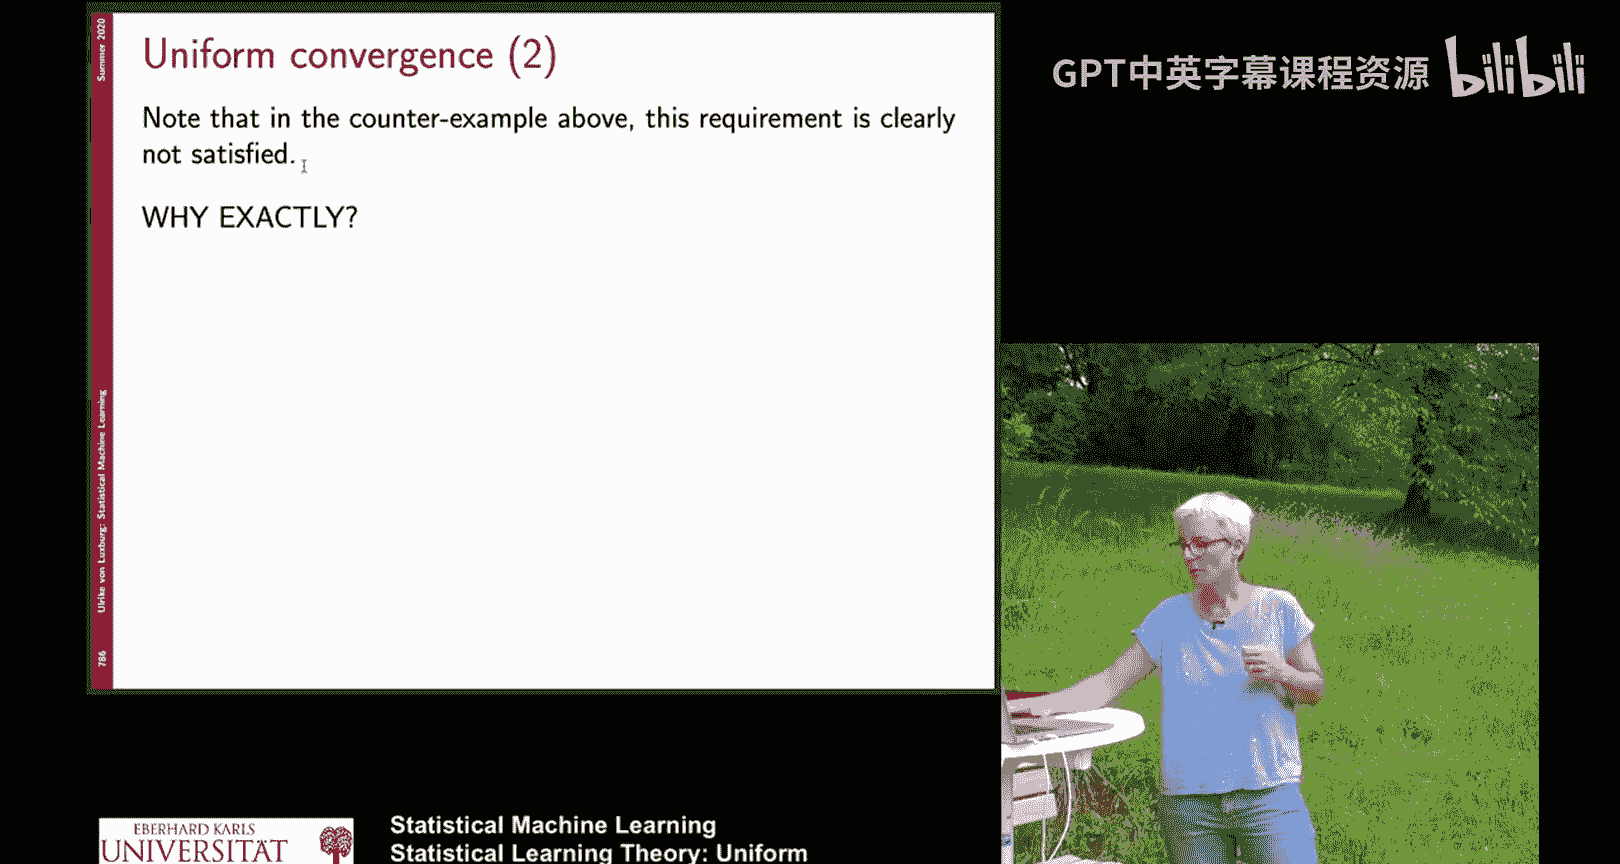 Uniform convergence (2)
Note that in the counter-example above, this requirement is clearly
not satisfied.
WHY EXACTLY?
Summer 2020
Ulrike von Luxburg: Statistical Machine Learning
786
GPT中英字幕课程资源
bilibili
EBERHARD KARLS
UNIVERSITÄT
Statistical Machine Learning
Statistical Learning Theory: Uniform